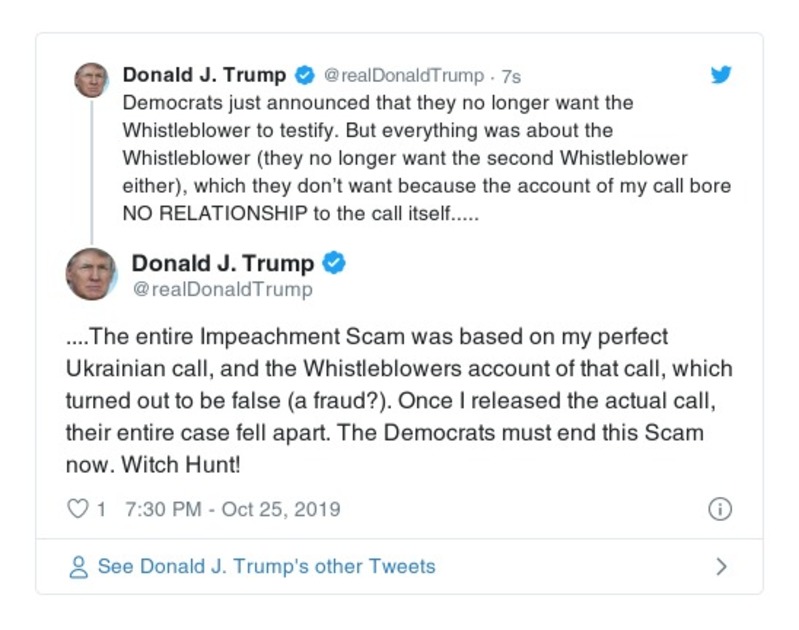 Donald J. Trump @realDonaldTrump · 7s
Democrats just announced that they no longer want the
Whistleblower to testify. But everything was about the
Whistleblower (they no longer want the second Whistleblower
either), which they don’t want because the account of my call bore
NO RELATIONSHIP to the call itself.....
Donald J. Trump
@realDonaldTrump
....The entire Impeachment Scam was based on my perfect
Ukrainian call, and the Whistleblowers account of that call, which
turned out to be false (a fraud?). Once I released the actual call,
their entire case fell apart. The Democrats must end this Scam
now. Witch Hunt!
1 7:30 PM - Oct 25, 2019
See Donald J. Trump's other Tweets